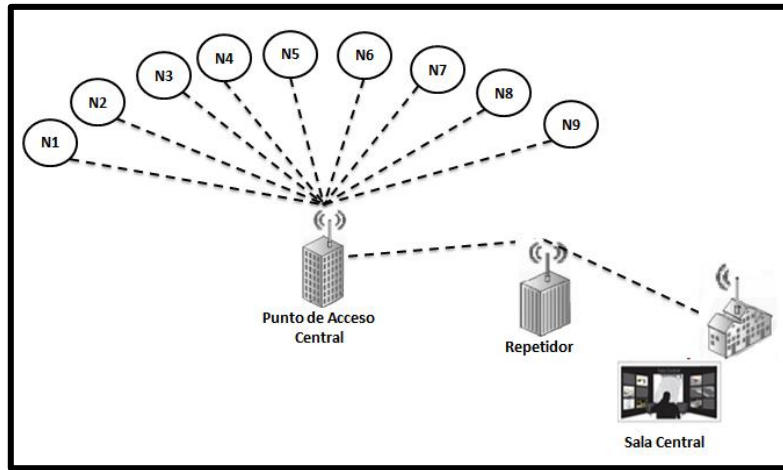 N1
N2
N3
N4
N5
N6
N7
N8
N9
Punto de Acceso
Central
Repetidor
Sala Central